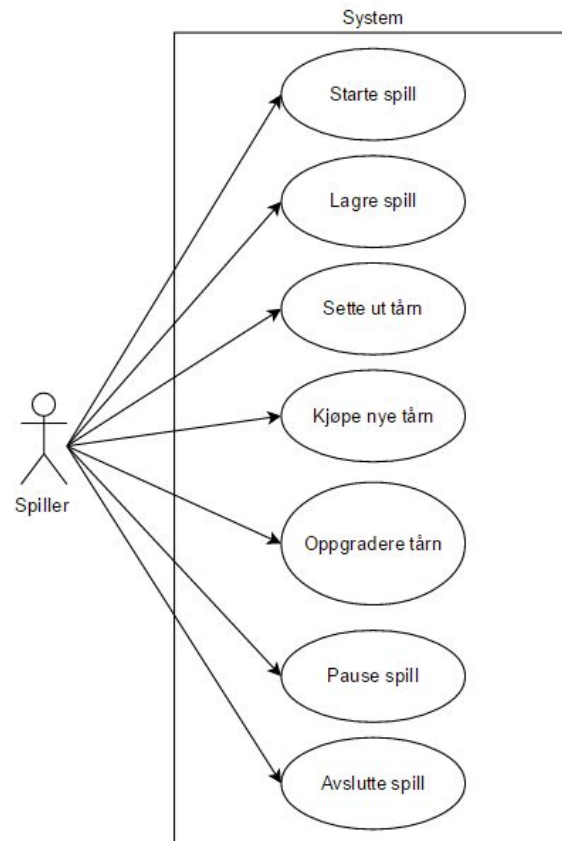 System
Starte spill
Lagre spill
Sette ut tårn
Kjøpe nye tårn
Oppgradere tårn
Pause spill
Avslutte spill
Spiller